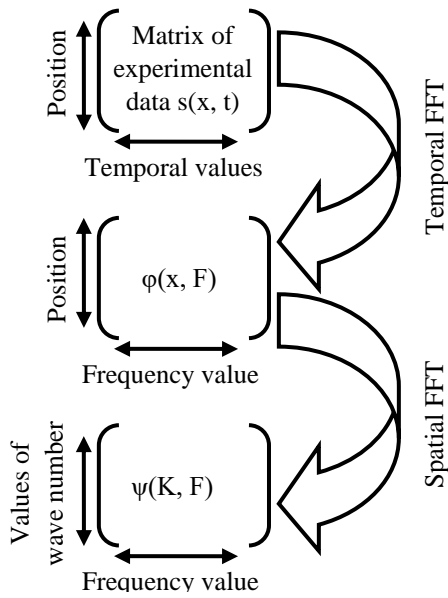 Position
Matrix of
experimental
data s(x, t)
Temporal values
Temporal FFT
Position
φ(x, F)
Frequency value
Spatial FFT
Values of
wave number
ψ(K, F)
Frequency value